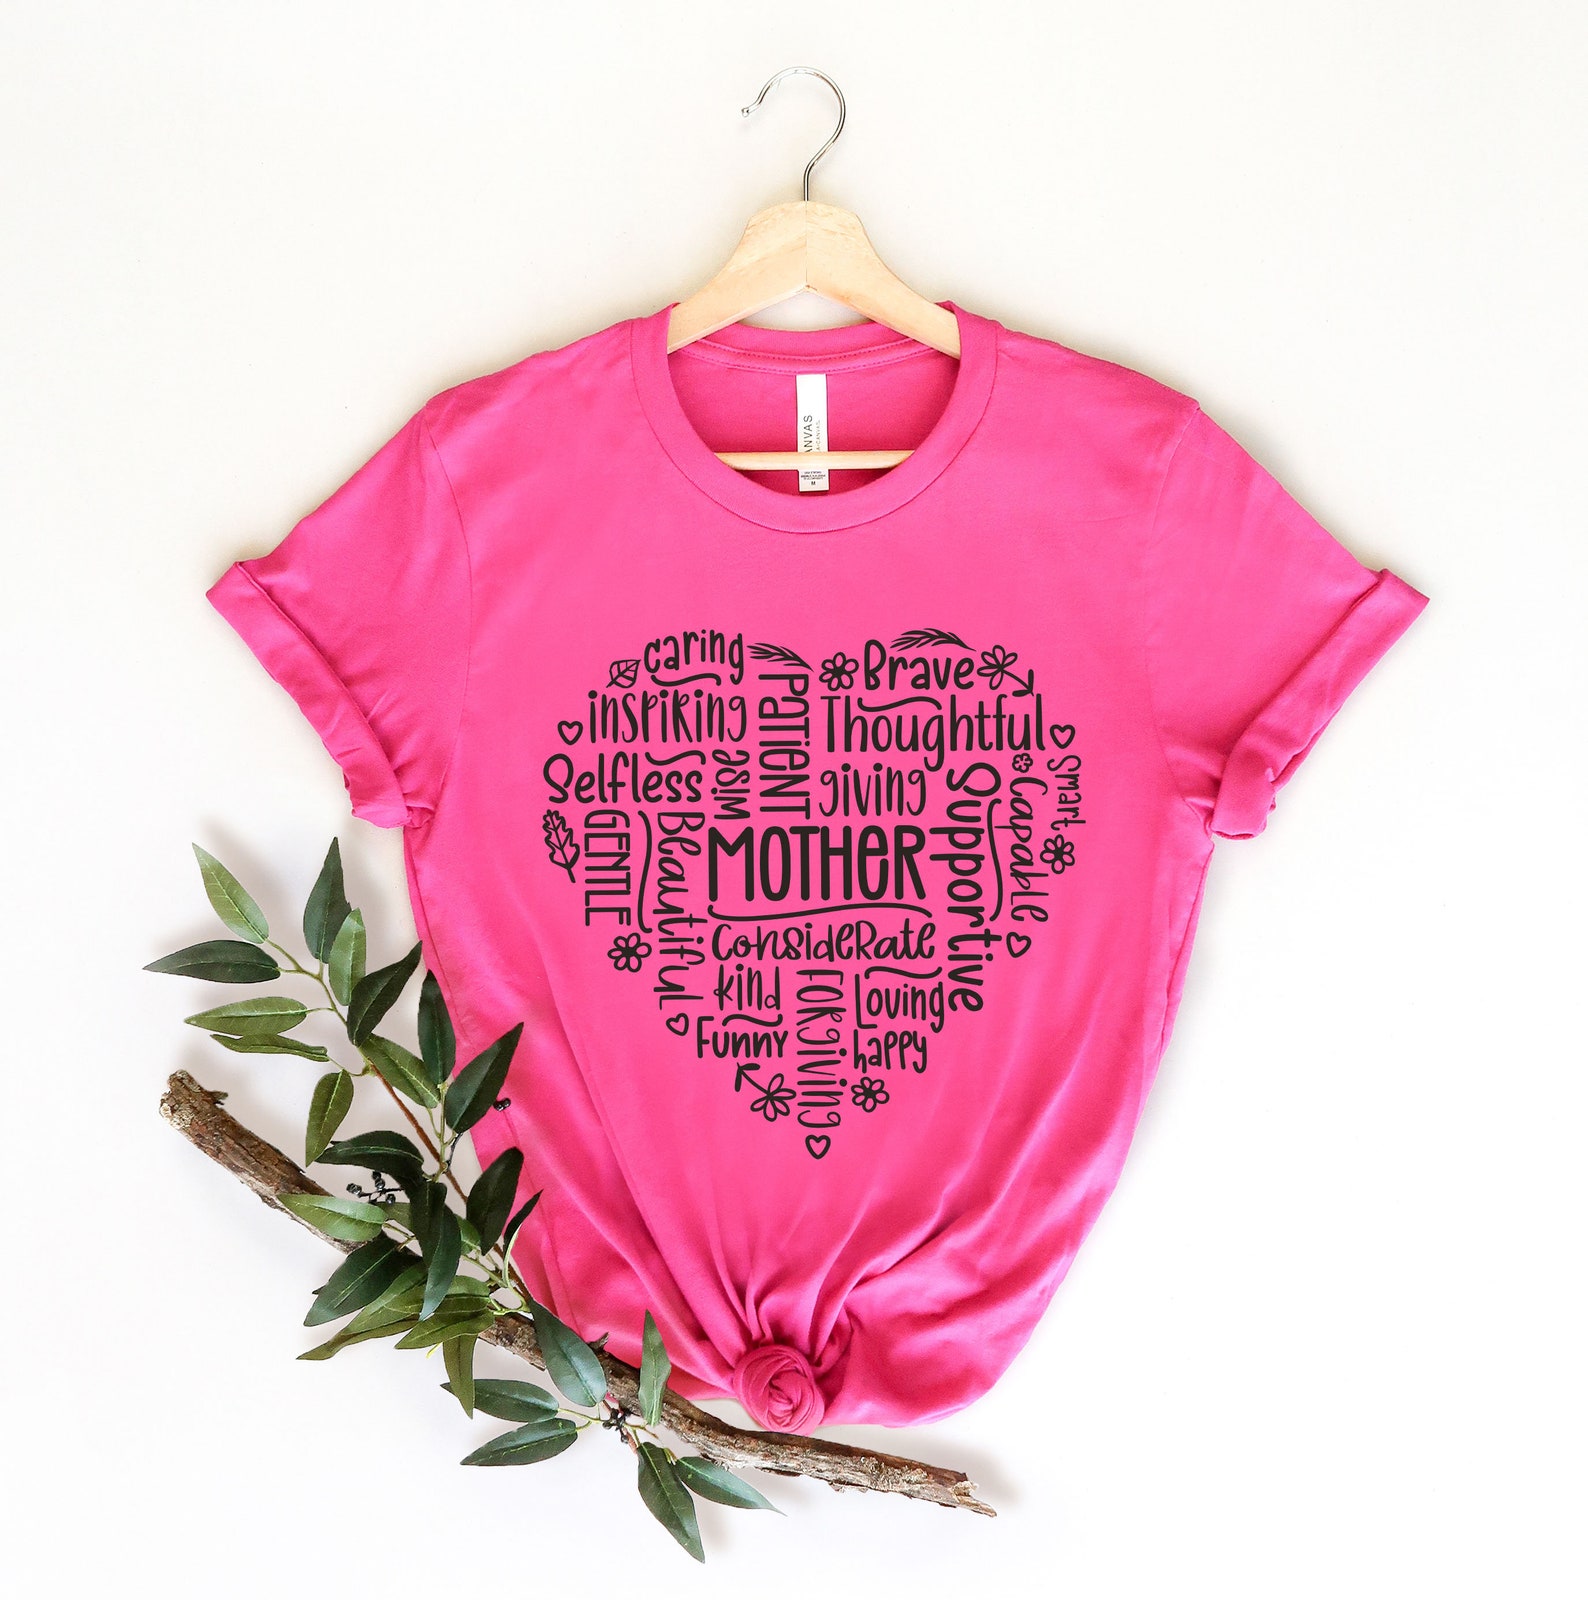 ANVAS
M
caring
Brave
inspiring
PATIENT
Thoughtful
Selfless
wise
giving
Supportive
Capable
Smart
GENTLE
Beautiful
MOTHER
Considerate
kind
FORgiving
Loving
Funny
happy